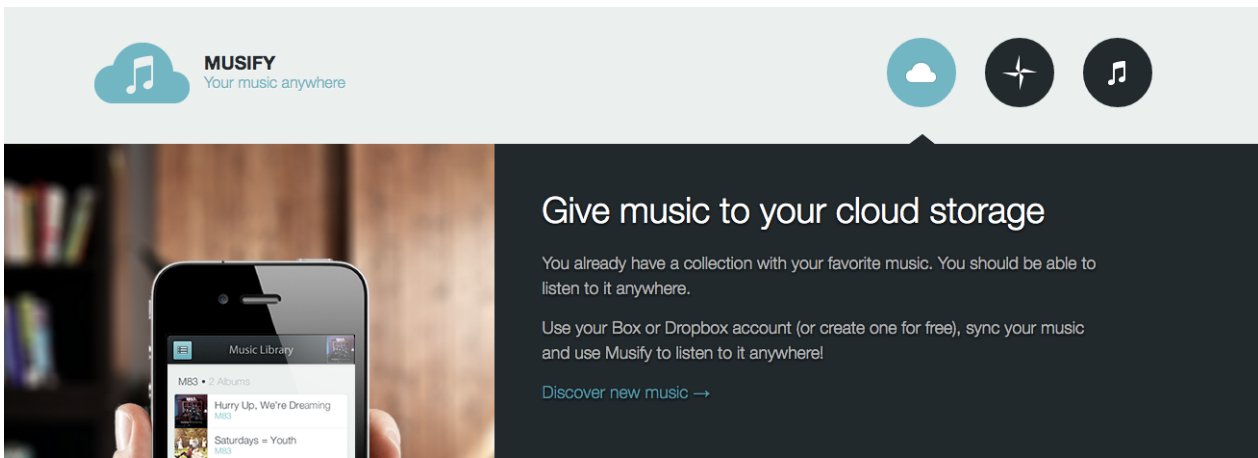 MUSIFY
Your music anywhere
Give music to your cloud storage
You already have a collection with your favorite music. You should be able to
listen to it anywhere.
Use your Box or Dropbox account (or create one for free), sync your music
and use Musify to listen to it anywhere!
Discover new music →
Music Library
M83 • 2 Albums
Hurry Up, We're Dreaming
M83
Saturdays = Youth
M83